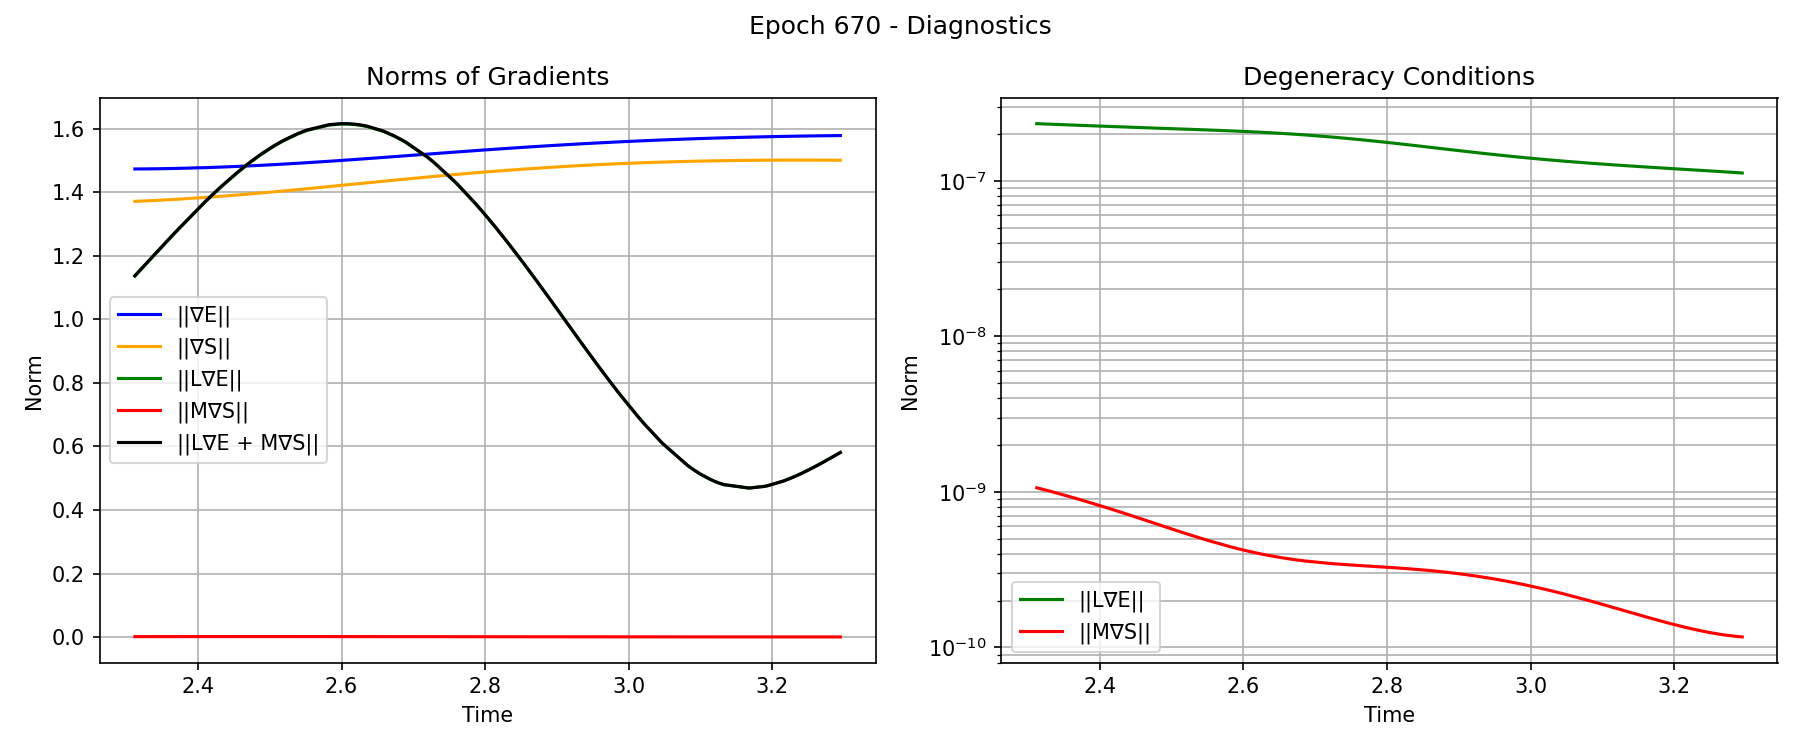 Epoch 670 - Diagnostics
Norms of Gradients
1.6
1.4
1.2
1.0
0.8
0.6
0.4
0.2
0.0
Norm
||∇E||
||∇S||
||L∇E||
||M∇S||
||L∇E + M∇S||
2.4 2.6 2.8 3.0 3.2
Time
Degeneracy Conditions
10⁻⁷
10⁻⁸
10⁻⁹
10⁻¹⁰
Norm
||L∇E||
||M∇S||
2.4 2.6 2.8 3.0 3.2
Time